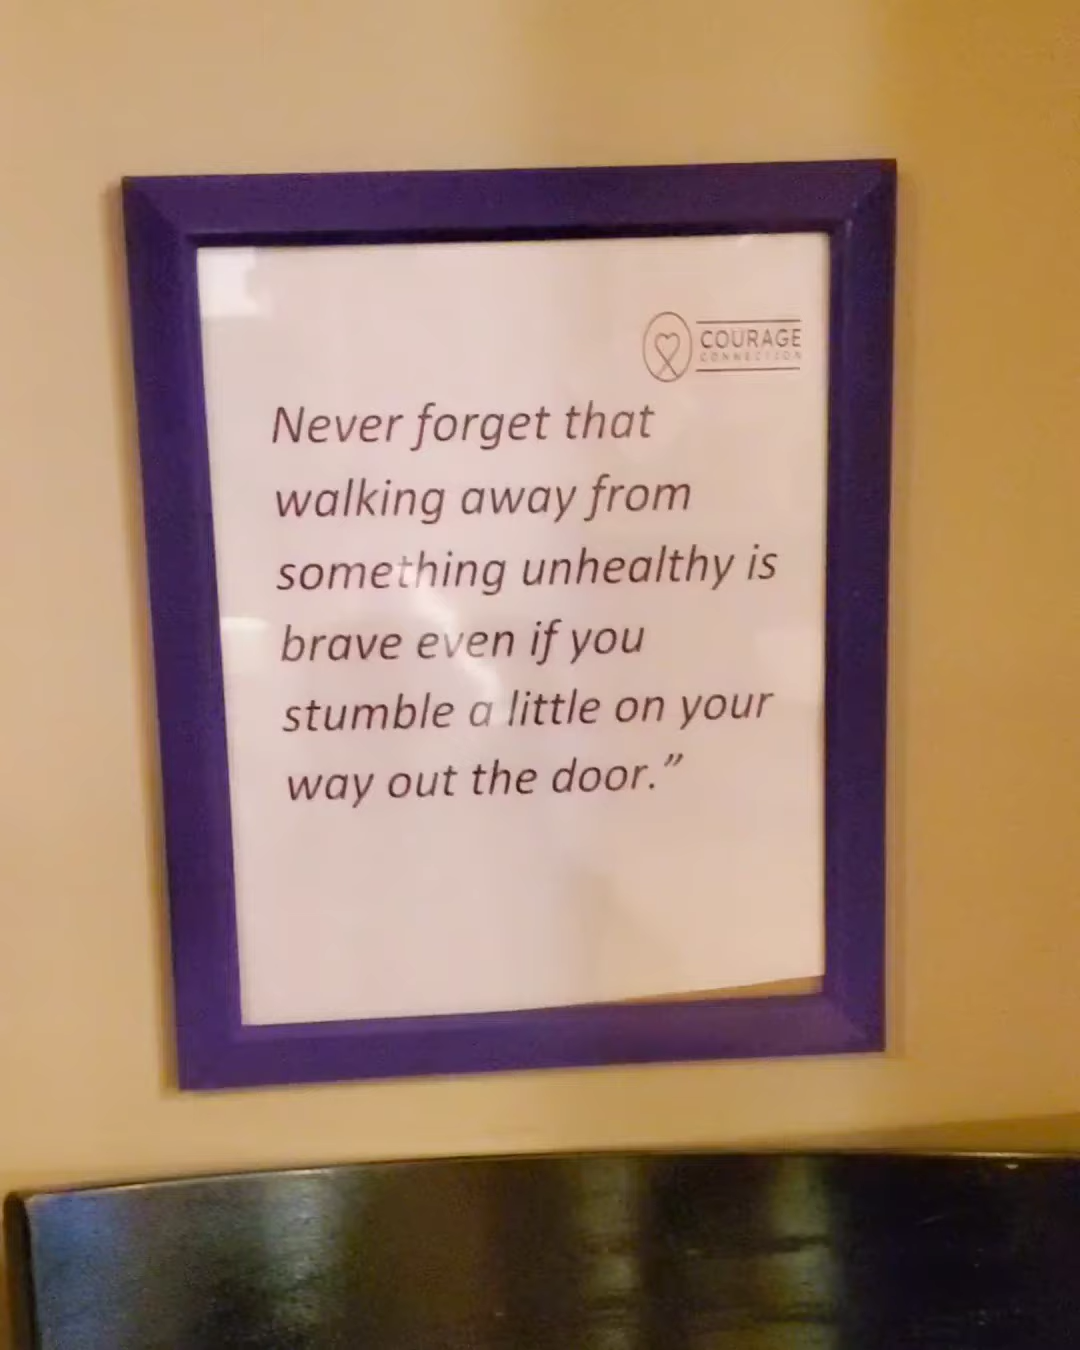 COURAGE
CONNECTION
Never forget that
walking away from
something unhealthy is
brave even if you
stumble a little on your
way out the door.”